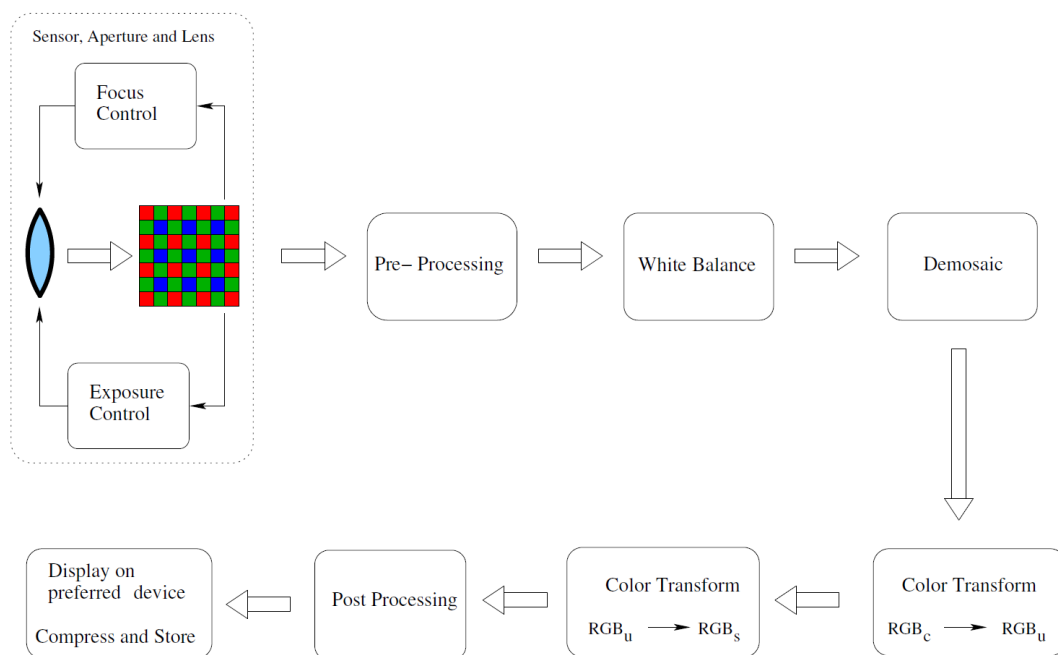 Sensor, Aperture and Lens
Focus
Control
Exposure
Control
Pre- Processing
White Balance
Demosaic
Color Transform
RGBc RGBu
Color Transform
RGBu RGBs
Post Processing
Display on
preferred device
Compress and Store